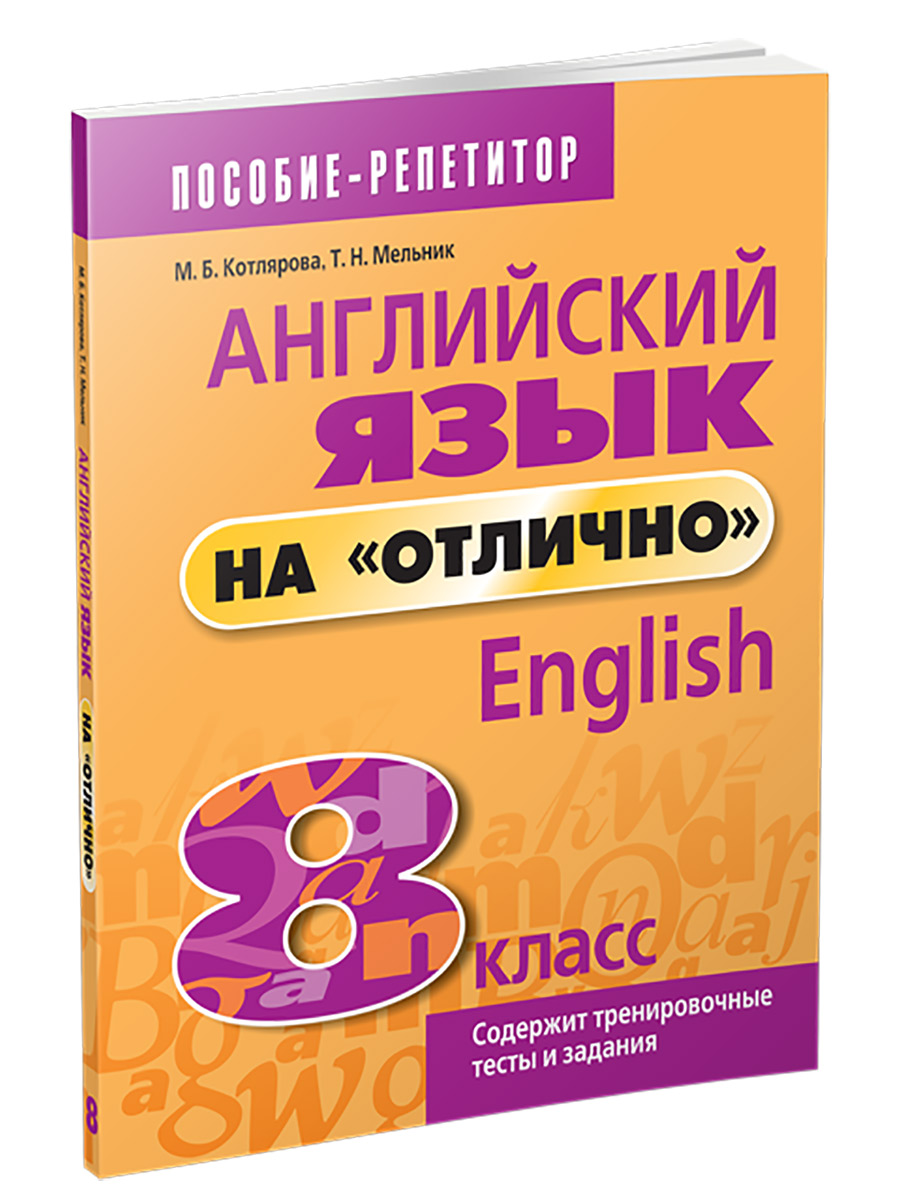 ПОСОБИЕ-РЕПЕТИТОР
М. Б. Котлярова, Т. Н. Мельник
АНГЛИЙСКИЙ
ЯЗЫК
НА «ОТЛИЧНО»
English
8
класс
Содержит тренировочные
тесты и задания
М. Б. Котлярова, Т. Н. Мельник АНГЛИЙСКИЙ ЯЗЫК НА «ОТЛИЧНО» 8